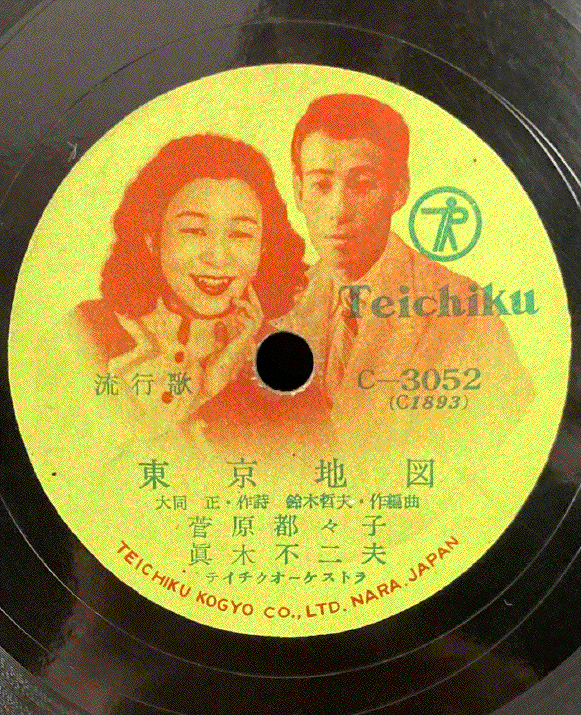 Teichiku
流行歌
C-3052
(C1893)
東京地図
大同 正・作詩 鈴木哲夫・作編曲
菅原都々子
眞木不二夫
テイチクオーケストラ
TEICHIKU KOGYO CO., LTD. NARA. JAPAN